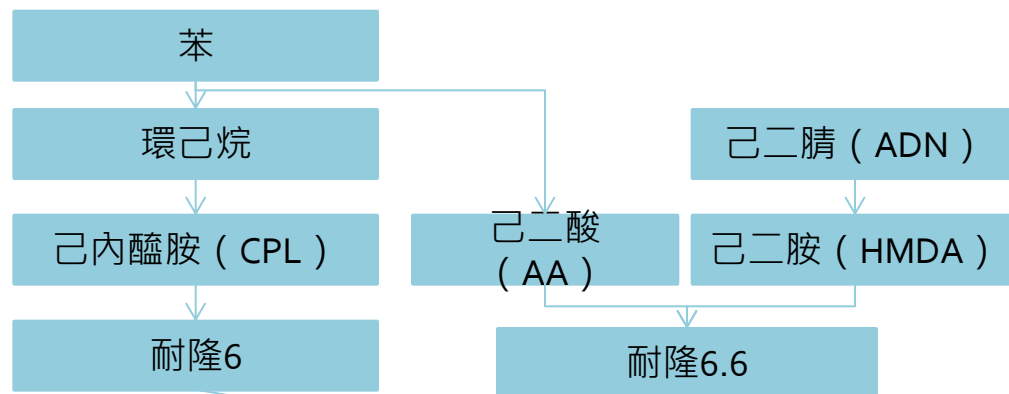 苯
環己烷
己二腈（ADN）
己內醯胺（CPL）
己二酸
（AA）
己二胺（HMDA）
耐隆6
耐隆6.6